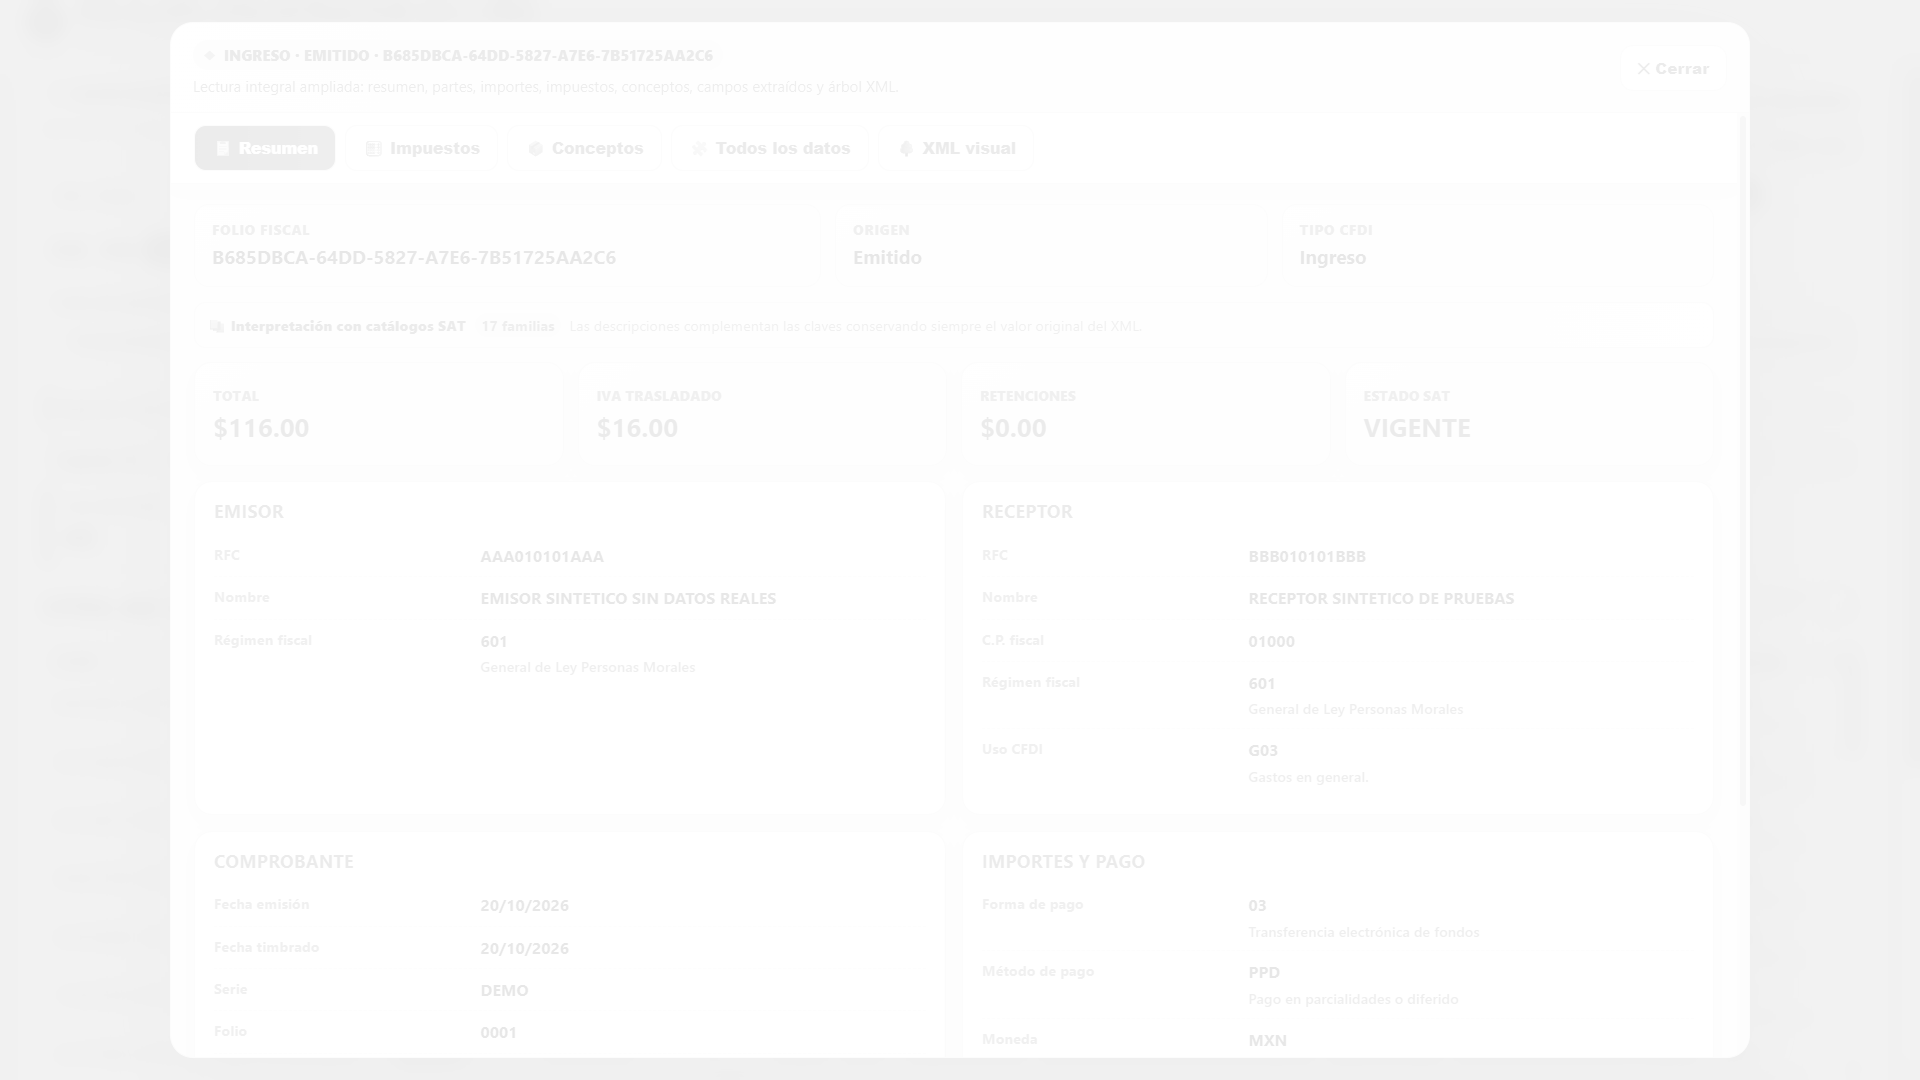 INGRESO · EMITIDO · B685DBCA-64DD-5827-A7E6-7B51725AA2C6
Lectura integral ampliada: resumen, partes, importes, impuestos, conceptos, campos extraídos y árbol XML.
Cerrar
Resumen
Impuestos
Conceptos
Todos los datos
XML visual
FOLIO FISCAL
B685DBCA-64DD-5827-A7E6-7B51725AA2C6
ORIGEN
Emitido
TIPO CFDI
Ingreso
Interpretación con catálogos SAT 17 familias Las descripciones complementan las claves conservando siempre el valor original del XML.
TOTAL
$116.00
IVA TRASLADADO
$16.00
RETENCIONES
$0.00
ESTADO SAT
VIGENTE
EMISOR
RFC AAA010101AAA
Nombre EMISOR SINTETICO SIN DATOS REALES
Régimen fiscal 601
General de Ley Personas Morales
RECEPTOR
RFC BBB010101BBB
Nombre RECEPTOR SINTETICO DE PRUEBAS
C.P. fiscal 01000
Régimen fiscal 601
General de Ley Personas Morales
Uso CFDI G03
Gastos en general.
COMPROBANTE
Fecha emisión 20/10/2026
Fecha timbrado 20/10/2026
Serie DEMO
Folio 0001
IMPORTES Y PAGO
Forma de pago 03
Transferencia electrónica de fondos
Método de pago PPD
Pago en parcialidades o diferido
Moneda MXN